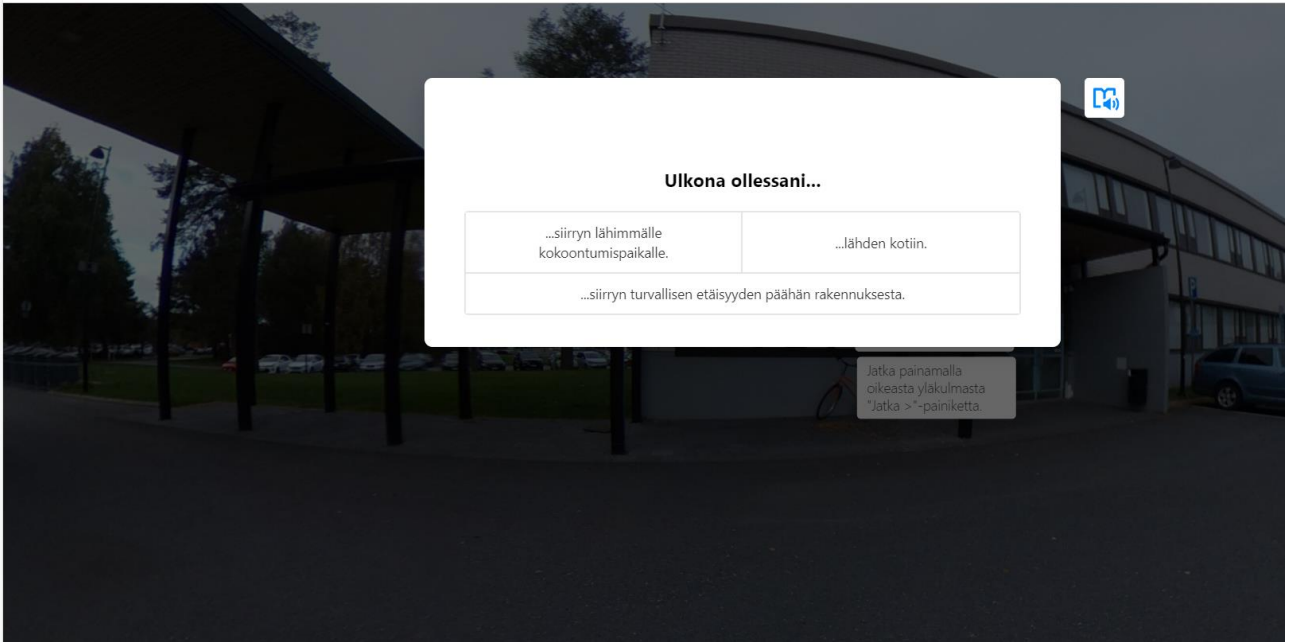 Ulkona ollessani...
...siirryn lähimmälle
kokoontumispaikalle.
...lähden kotiin.
...siirryn turvallisen etäisyyden päähän rakennuksesta.
Jatka painamalla
oikeasta yläkulmasta
"Jatka >"-painiketta.